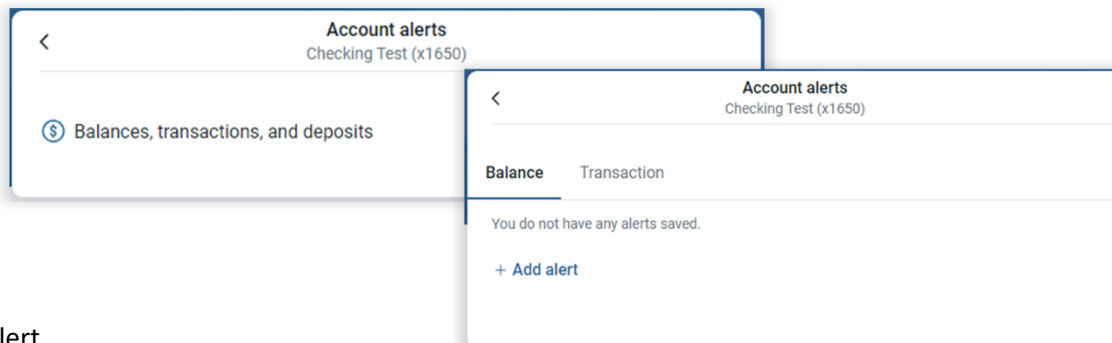 Account alerts
Checking Test (x1650)
Balances, transactions, and deposits
Account alerts
Checking Test (x1650)
Balance Transaction
You do not have any alerts saved.
+ Add alert